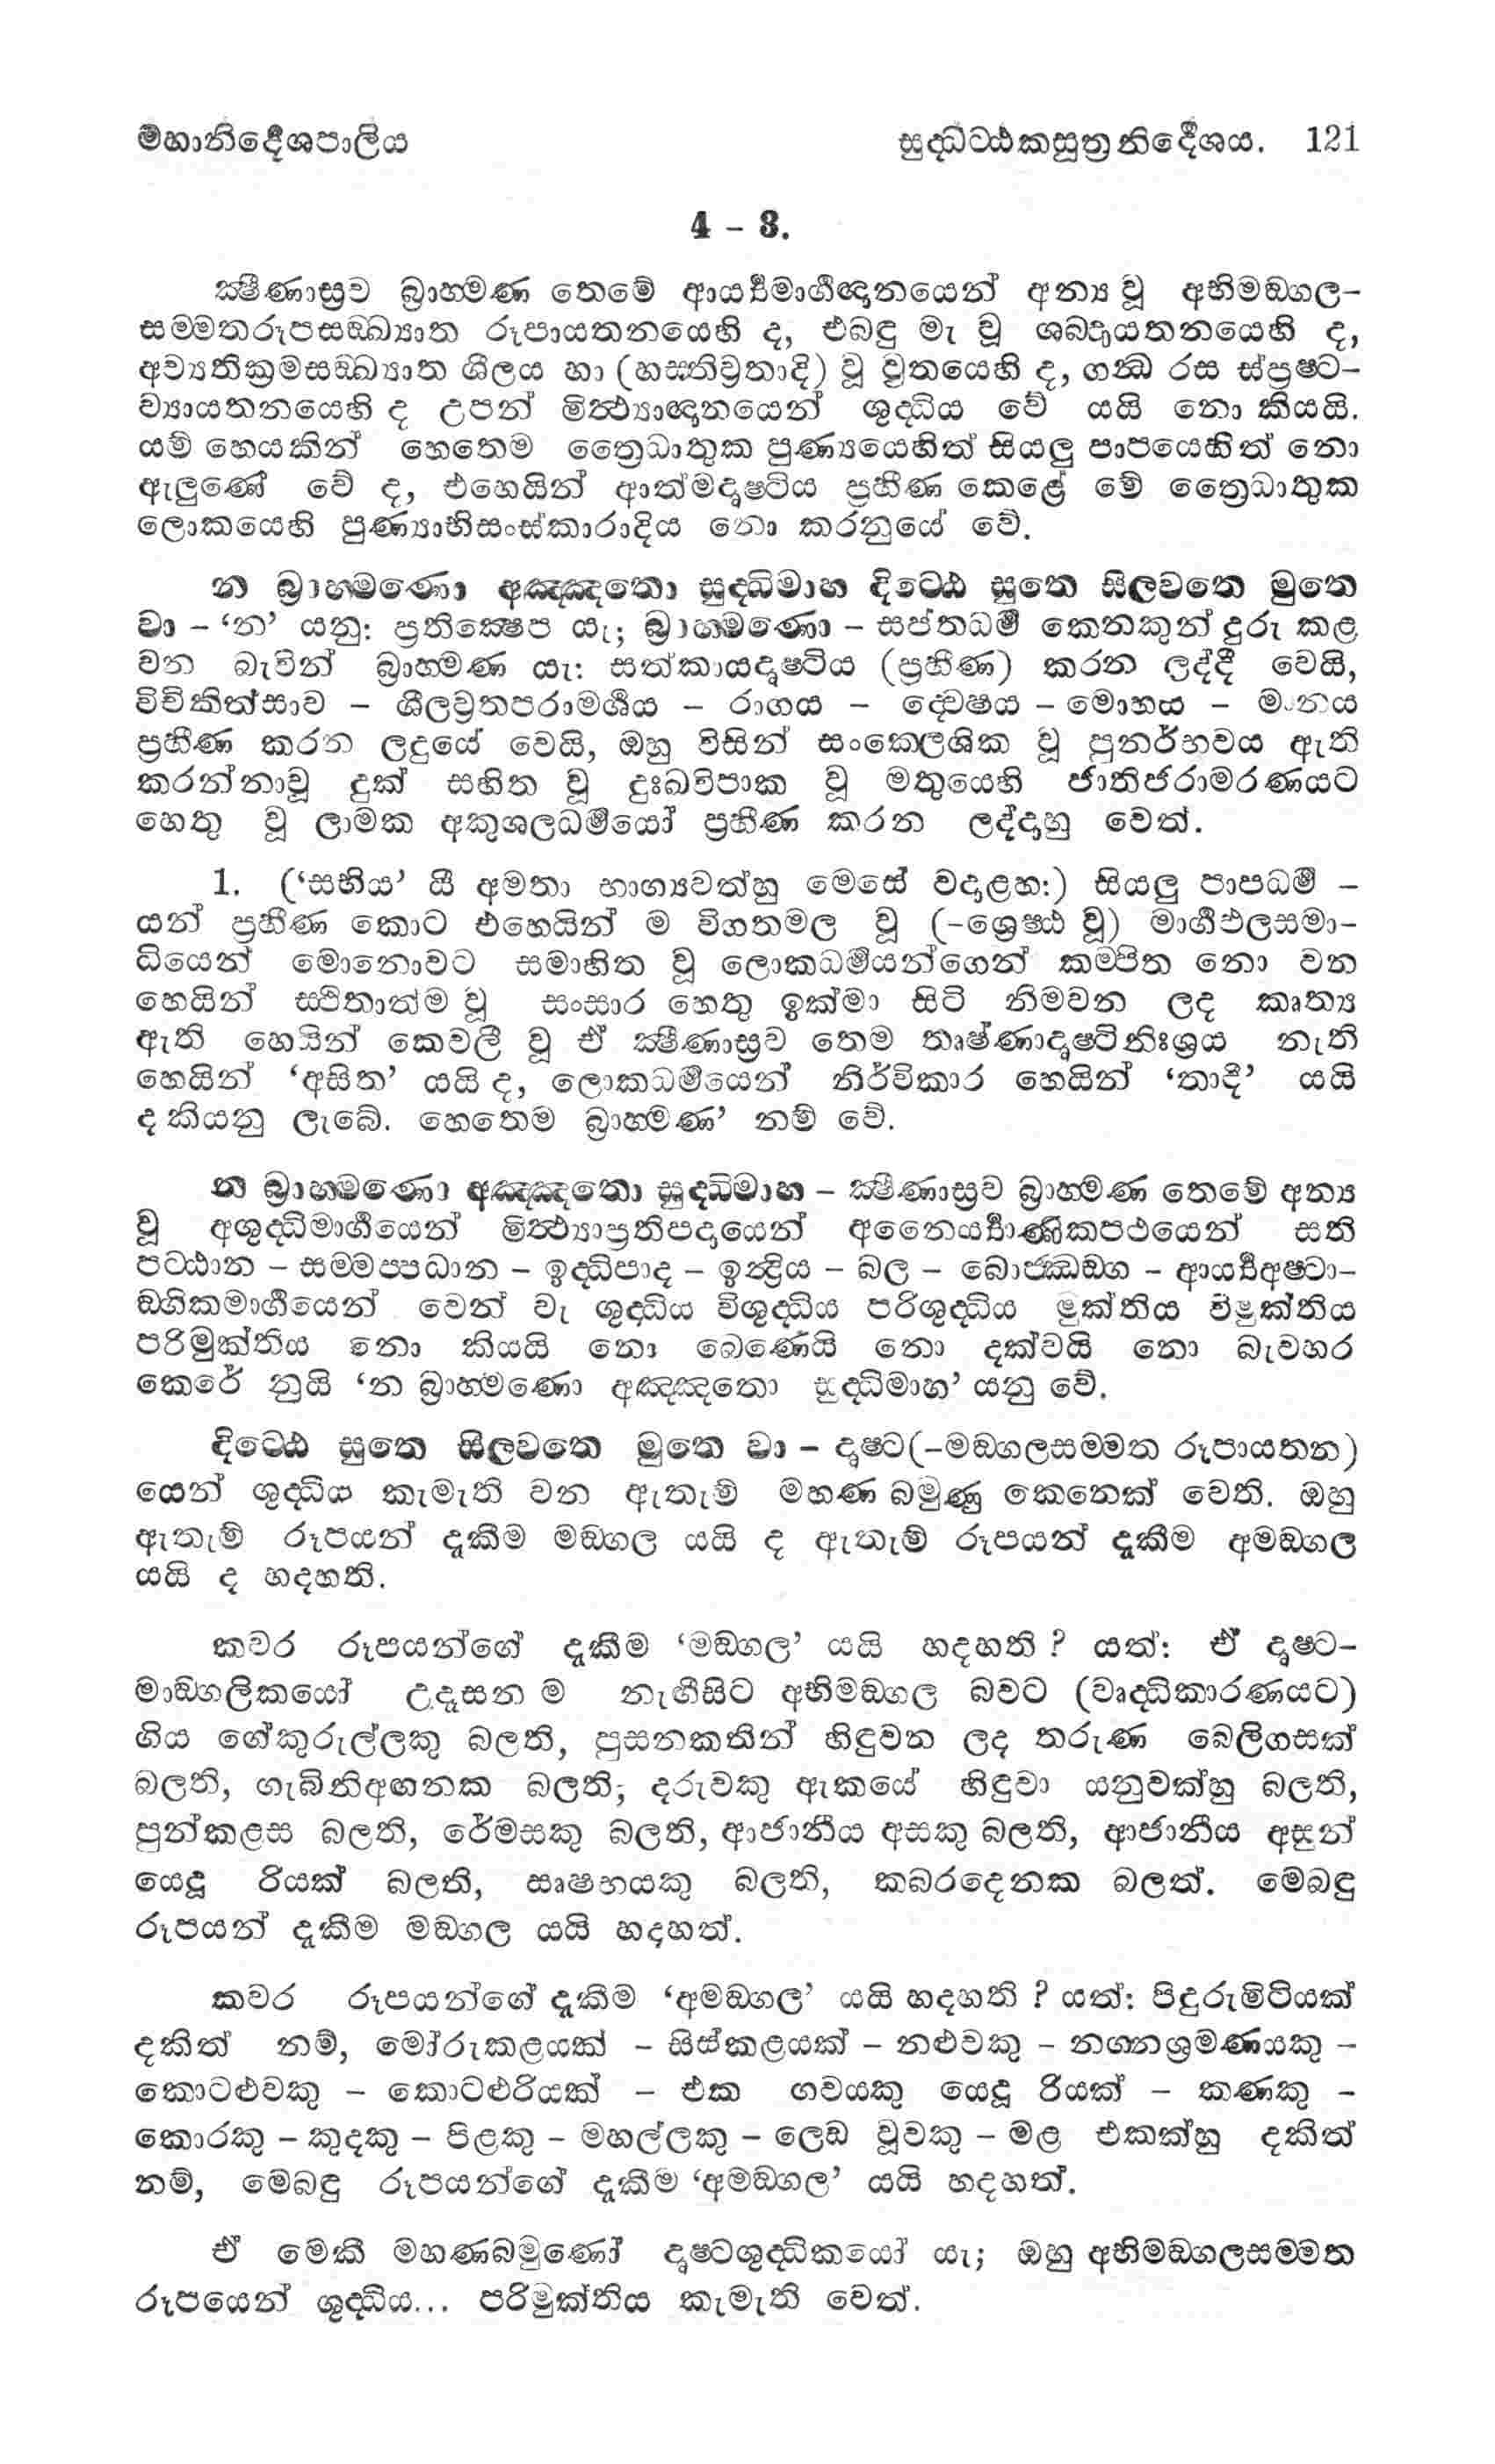 මහානිද්දේශපාලිය සුද්ධට්ඨකසුත්‍රනිර්දේශය. 121
4 – 3.
ක්ෂීණාස්‍රව බ්‍රාහ්මණ තෙමේ ආර්‍ය්‍යමාර්ගඥානයෙන් අන්‍ය වූ අභිමඞ්ගල-
සම්මතරූපසඞ්ඛ්‍යාත රූපායතනයෙහි ද, එබඳු මැ වූ ශබ්දායතනයෙහි ද,
අව්‍යතික්‍රමසඞ්ඛ්‍යාත ශීලය හා (හස්තිව්‍රතාදි) වූ ව්‍රතයෙහි ද, ගන්ධ රස ස්ප්‍රෂ්ට-
ව්‍යායතනයෙහි ද උපන් මිත්‍ථ්‍යාඥානයෙන් ශුද්ධිය වේ යයි නො කියයි.
යම් හෙයකින් හෙතෙම ත්‍රෛධාතුක පුණ්‍යයෙහිත් සියලු පාපයෙහිත් නො
ඇලුණේ වේ ද, එහෙයින් ආත්මදෘෂ්ටිය ප්‍රහීණ කෙළේ මේ ත්‍රෛධාතුක
ලොකයෙහි පුණ්‍යාභිසංස්කාරාදිය නො කරනුයේ වේ.
න බ්‍රාහ්මණො අඤ්ඤතො සුද්ධිමාහ දිට්ඨෙ සුතෙ සීලවතෙ මුතෙ
වා – ‘න’ යනු: ප්‍රතික්ෂෙප යැ; බ්‍රාහ්මණො – සප්තධර්ම කෙනකුන් දුරු කළ
වන බැවින් බ්‍රාහ්මණ යැ: සත්කායදෘෂ්ටිය (ප්‍රහීණ) කරන ලද්දී වෙයි,
විචිකිත්සාව – ශීලව්‍රතපරාමර්ශය – රාගය – ද්වෙෂය – මොහය – මානය
ප්‍රහීණ කරන ලදුයේ වෙයි, ඔහු විසින් සංක්ලෙශික වූ පුනර්භවය ඇති
කරන්නාවූ දුක් සහිත වූ දුඃඛවිපාක වූ මතුයෙහි ජාතිජරාමරණයට
හෙතු වූ ලාමක අකුශලධර්මයෝ ප්‍රහීණ කරන ලද්දාහු වෙත්.
1. (‘සභිය’ යි අමතා භාග්‍යවත්හු මෙසේ වදාළහ:) සියලු පාපධර්ම –
යන් ප්‍රහීණ කොට එහෙයින් ම විගතමල වූ (-ශ්‍රෙෂ්ඨ වූ) මාර්ගඵලසමා-
ධියෙන් මොනොවට සමාහිත වූ ලොකධර්මයන්ගෙන් කම්පිත නො වන
හෙයින් ස්ථිතාත්ම වූ සංසාර හෙතු ඉක්මා සිටි නිමවන ලද කෘත්‍ය
ඇති හෙයින් කෙවලී වූ ඒ ක්ෂීණාස්‍රව තෙම තෘෂ්ණාදෘෂ්ටිනිඃශ්‍රය නැති
හෙයින් ‘අසිත’ යයි ද, ලොකධර්මයෙන් නිර්විකාර හෙයින් ‘තාදී’ යයි
ද කියනු ලැබේ. හෙතෙම බ්‍රාහ්මණ’ නම් වේ.
න බ්‍රාහ්මණො අඤ්ඤතො සුද්ධිමාහ – ක්ෂීණාස්‍රව බ්‍රාහ්මණ තෙමේ අන්‍ය
වූ අශුද්ධිමාර්ගයෙන් මිත්‍ථ්‍යාප්‍රතිපදායෙන් අනෛර්‍ය්‍යාණිකපථයෙන් සති
පට්ඨාන – සම්මප්පධාන – ඉද්ධිපාද – ඉන්ද්‍රිය – බල – බොජ්ඣඞ්ග – ආර්‍ය්‍යඅෂ්ටා-
ඞ්ගිකමාර්ගයෙන් වෙන් වැ ශුද්ධිය විශුද්ධිය පරිශුද්ධිය මුක්තිය විමුක්තිය
පරිමුක්තිය නො කියයි නො බෙණෙයි නො දක්වයි නො බැවහර
කෙරේ නුයි ‘න බ්‍රාහ්මණො අඤ්ඤතො සුද්ධිමාහ’ යනු වේ.
දිට්ඨෙ සුතෙ සීලවතෙ මුතෙ වා – දෘෂ්ට(-මඞ්ගලසම්මත රූපායතන)
යෙන් ශුද්ධිය කැමැති වන ඇතැම් මහණ බමුණු කෙනෙක් වෙති. ඔහු
ඇතැම් රූපයන් දැකීම මඞ්ගල යයි ද ඇතැම් රූපයන් දැකීම අමඞ්ගල
යයි ද හදහති.
කවර රූපයන්ගේ දැකීම ‘මඞ්ගල’ යයි හදහති ? යත්: ඒ දෘෂ්ට-
මාඞ්ගලිකයෝ උදෑසන ම නැඟීසිට අභිමඞ්ගල බවට (වෘද්ධිකාරණයට)
ගිය ගේකුරුල්ලකු බලති, පුසනකතින් හිඳුවන ලද තරුණ බෙලිගසක්
බලති, ගැබිනිඅඟනක බලති; දරුවකු ඇකයේ හිඳුවා යනුවක්හු බලති,
පුන්කළස බලති, රේමසකු බලති, ආජානීය අසකු බලති, ආජානීය අසුන්
යෙදූ රියක් බලති, ඍෂභයකු බලති, කබරදෙනක බලත්. මෙබඳු
රූපයන් දැකීම මඞ්ගල යයි හදහත්.
කවර රූපයන්ගේ දැකීම ‘අමඞ්ගල’ යයි හදහති ? යත්: පිදුරුමිටියක්
දකිත් නම්, මෝරුකළයක් – සිස්කළයක් – නළුවකු – නග්නශ්‍රමණයකු –
කොටළුවකු – කොටළුරියක් – එක ගවයකු යෙදූ රියක් – කණකු –
කොරකු – කුදකු – පිළකු – මහල්ලකු – ලෙඩ වූවකු – මළ එකක්හු දකිත්
නම්, මෙබඳු රූපයන්ගේ දැකීම ‘අමඞ්ගල’ යයි හදහත්.
ඒ මෙකී මහණබමුණෝ දෘෂ්ටශුද්ධිකයෝ යැ; ඔහු අභිමඞ්ගලසම්මත
රූපයෙන් ශුද්ධිය... පරිමුක්තිය කැමැති වෙත්.